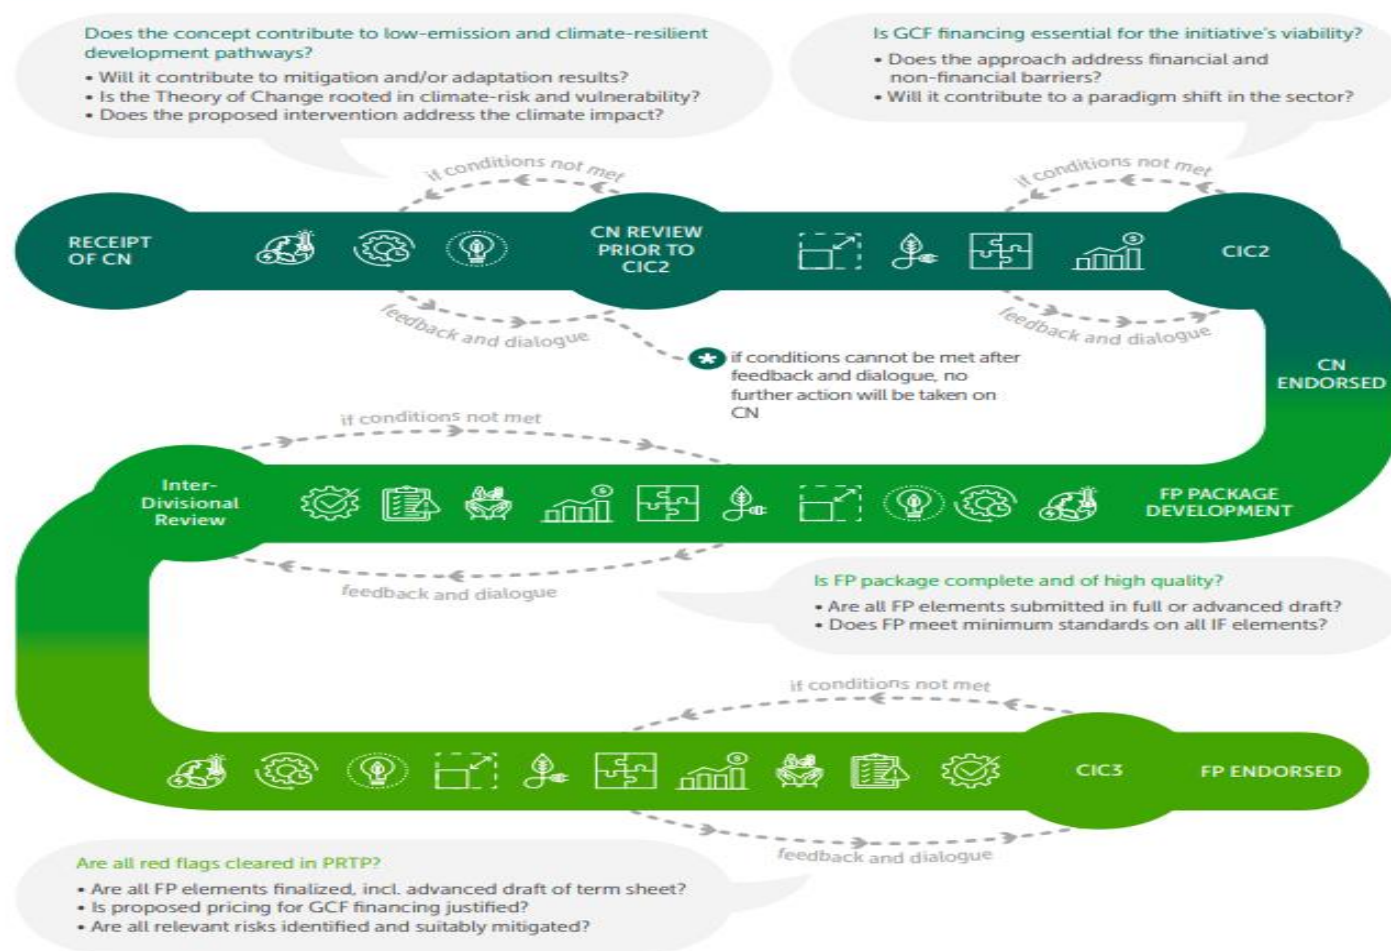 Does the concept contribute to low-emission and climate-resilient
development pathways?
• Will it contribute to mitigation and/or adaptation results?
• Is the Theory of Change rooted in climate-risk and vulnerability?
• Does the proposed intervention address the climate impact?
Is GCF financing essential for the initiative's viability?
• Does the approach address financial and
non-financial barriers?
• Will it contribute to a paradigm shift in the sector?
if conditions not met
if conditions not met
RECEIPT
OF CN
CN REVIEW
PRIOR TO
CIC2
CIC2
feedback and dialogue
feedback and dialogue
* if conditions cannot be met after
feedback and dialogue, no
further action will be taken on
CN
CN
ENDORSED
if conditions not met
Inter-
Divisional
Review
FP PACKAGE
DEVELOPMENT
feedback and dialogue
Is FP package complete and of high quality?
• Are all FP elements submitted in full or advanced draft?
• Does FP meet minimum standards on all IF elements?
if conditions not met
CIC3
FP ENDORSED
feedback and dialogue
Are all red flags cleared in PRTP?
• Are all FP elements finalized, incl. advanced draft of term sheet?
• Is proposed pricing for GCF financing justified?
• Are all relevant risks identified and suitably mitigated?